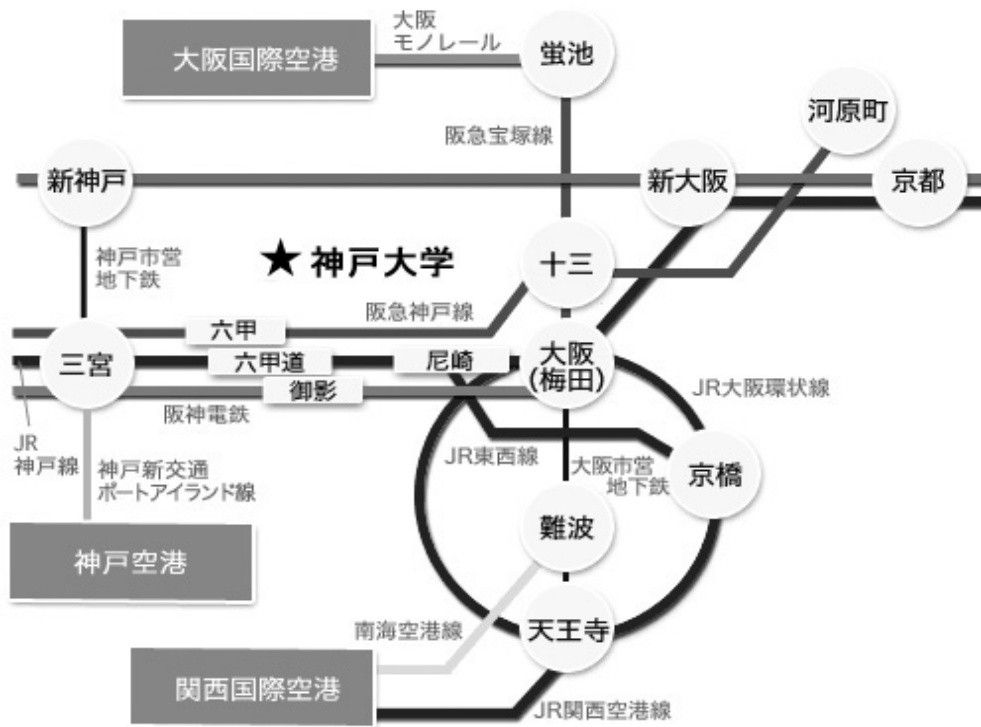 大阪
モノレール
大阪国際空港
蛍池
河原町
阪急宝塚線
新神戸
新大阪
京都
神戸市営
地下鉄
★神戸大学
十三
阪急神戸線
六甲
三宮
六甲道
尼崎
大阪
(梅田)
御影
JR大阪環状線
阪神電鉄
JR
神戸線
神戸新交通
ポートアイランド線
JR東西線
大阪市営
地下鉄
京橋
難波
神戸空港
南海空港線
天王寺
関西国際空港
JR関西空港線